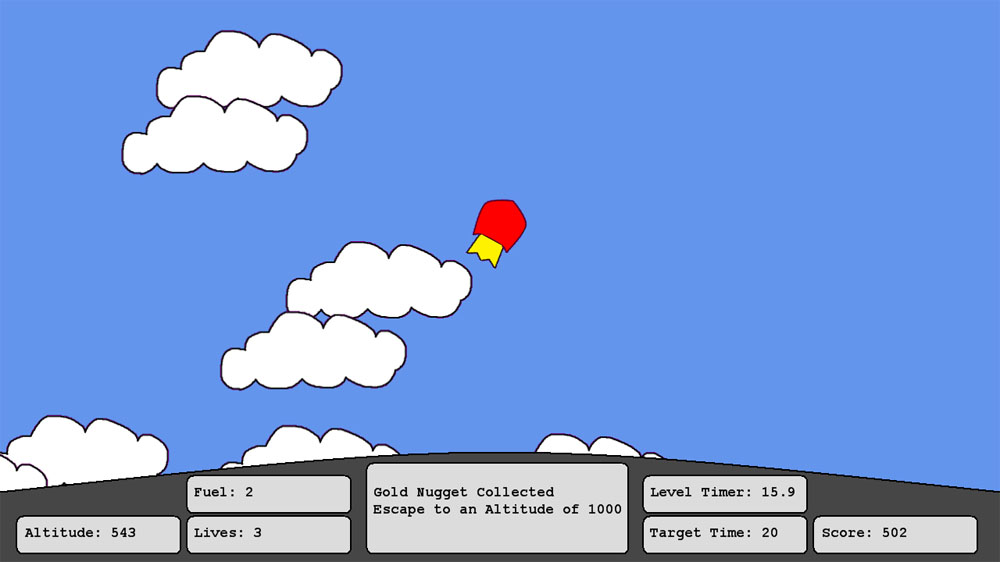 Fuel: 2
Gold Nugget Collected
Escape to an Altitude of 1000
Level Timer: 15.9
Altitude: 543
Lives: 3
Target Time: 20
Score: 502